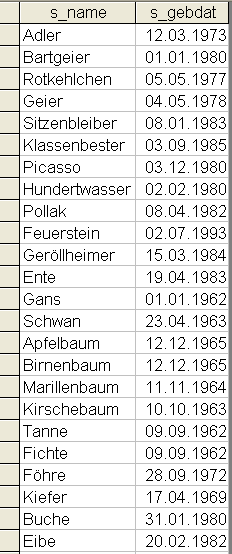 s_name s_gebdat
Adler 12.03.1973
Bartgeier 01.01.1980
Rotkehlchen 05.05.1977
Geier 04.05.1978
Sitzenbleiber 08.01.1983
Klassenbester 03.09.1985
Picasso 03.12.1980
Hundertwasser 02.02.1980
Pollak 08.04.1982
Feuerstein 02.07.1993
Geröllheimer 15.03.1984
Ente 19.04.1983
Gans 01.01.1962
Schwan 23.04.1963
Apfelbaum 12.12.1965
Birnenbaum 12.12.1965
Marillenbaum 11.11.1964
Kirschebaum 10.10.1963
Tanne 09.09.1962
Fichte 09.09.1962
Föhre 28.09.1972
Kiefer 17.04.1969
Buche 31.01.1980
Eibe 20.02.1982